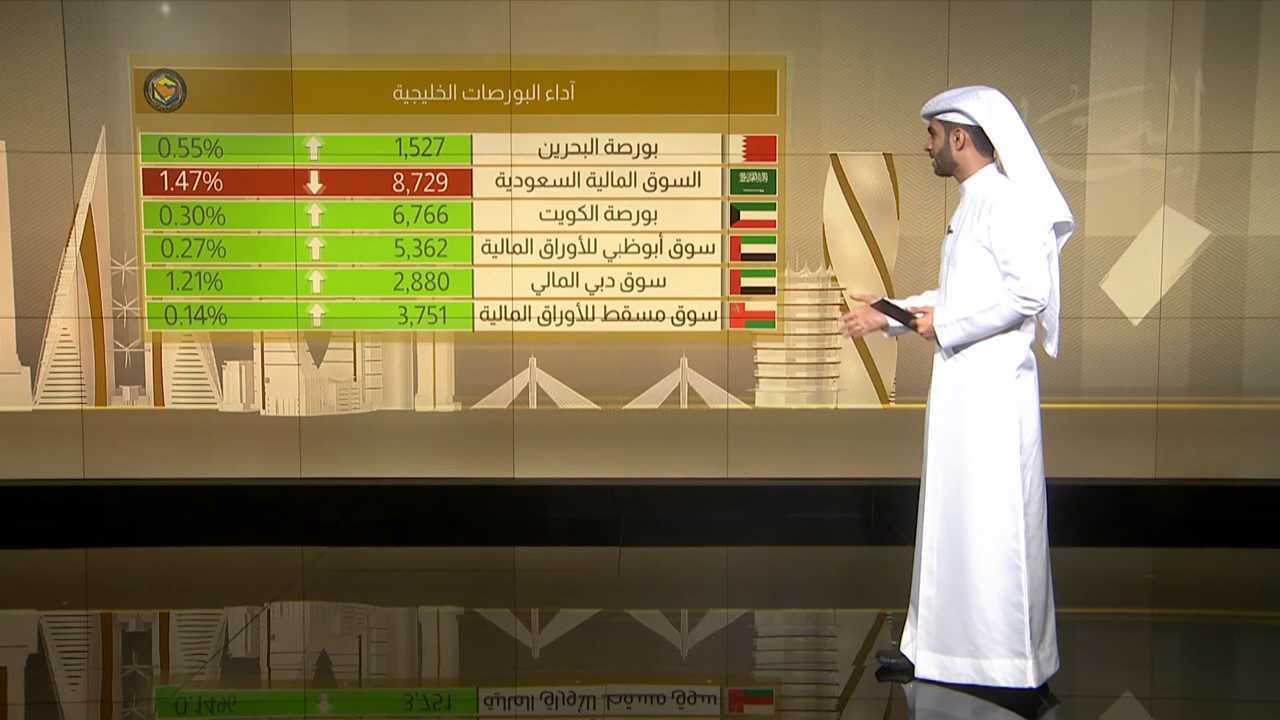 آداء البورصات الخليجية
بورصة البحرين 1,527 0.55%
السوق المالية السعودية 8,729 1.47%
بورصة الكويت 6,766 0.30%
سوق أبوظبي للأوراق المالية 5,362 0.27%
سوق دبي المالي 2,880 1.21%
سوق مسقط للأوراق المالية 3,751 0.14%